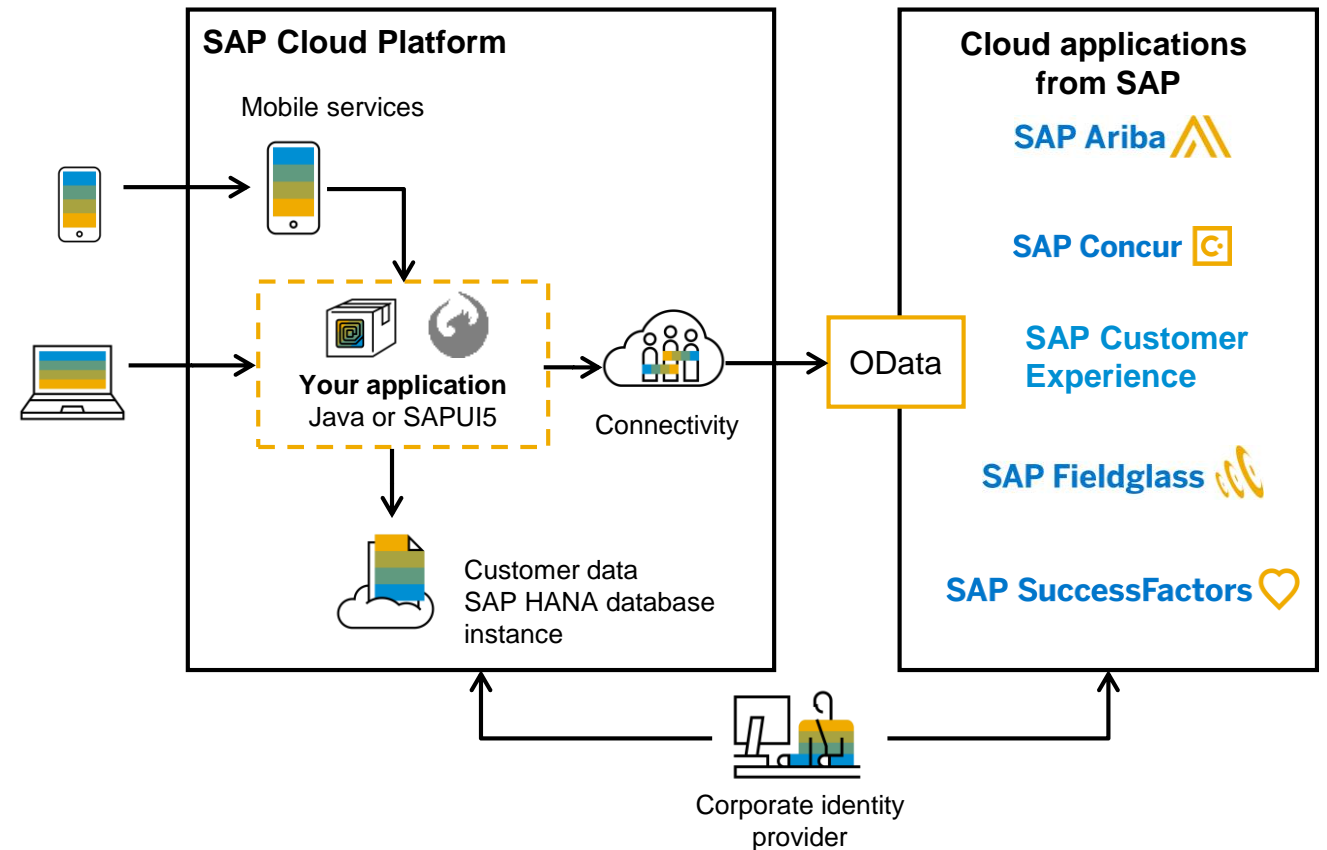 SAP Cloud Platform
Mobile services
Your application
Java or SAPUI5
Connectivity
Customer data
SAP HANA database
instance
OData
Cloud applications
from SAP
SAP Ariba
SAP Concur
SAP Customer
Experience
SAP Fieldglass
SAP SuccessFactors
Corporate identity
provider